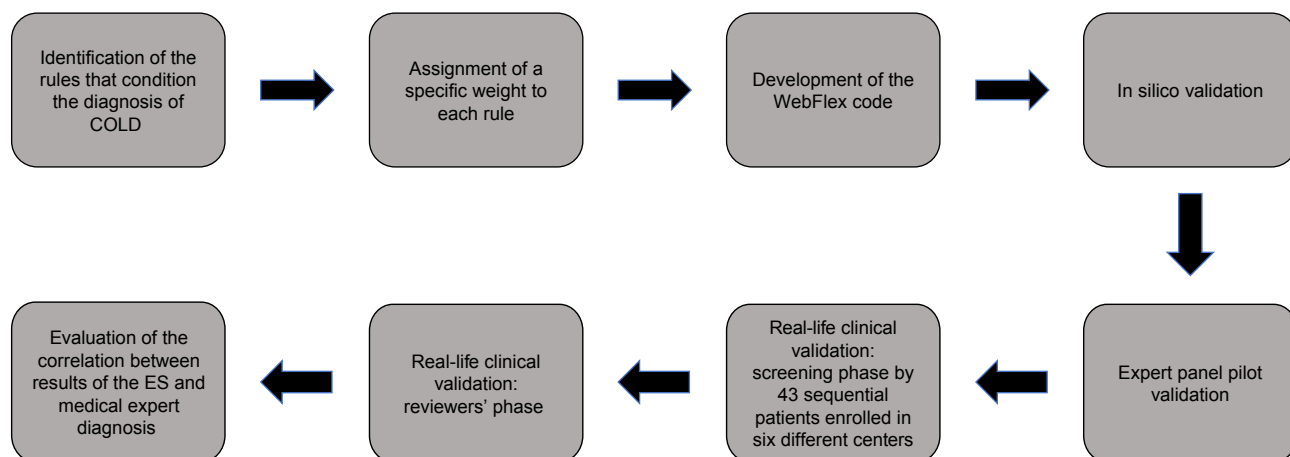 Identification of the
rules that condition
the diagnosis of
COLD
Assignment of a
specific weight to
each rule
Development of the
WebFlex code
In silico validation
Expert panel pilot
validation
Real-life clinical
validation:
screening phase by
43 sequential
patients enrolled in
six different centers
Real-life clinical
validation:
reviewers’ phase
Evaluation of the
correlation between
results of the ES and
medical expert
diagnosis